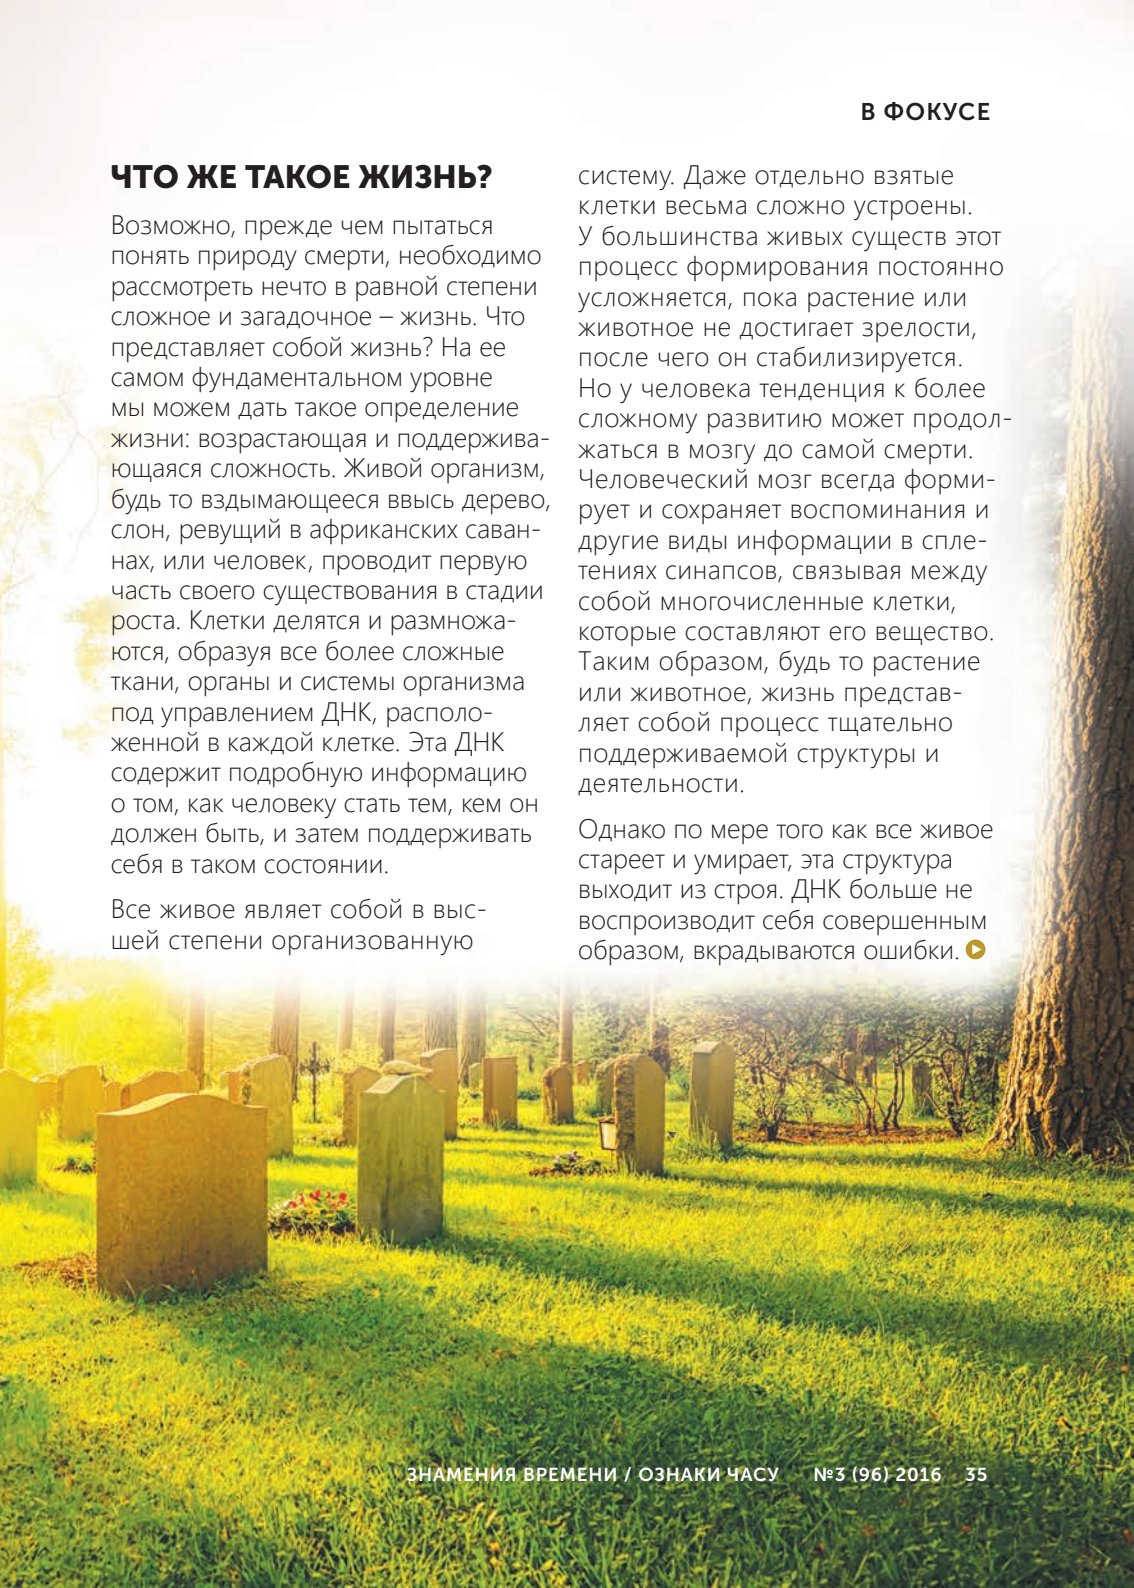 В ФОКУСЕ
ЧТО ЖЕ ТАКОЕ ЖИЗНЬ?
Возможно, прежде чем пытаться
понять природу смерти, необходимо
рассмотреть нечто в равной степени
сложное и загадочное – жизнь. Что
представляет собой жизнь? На ее
самом фундаментальном уровне
мы можем дать такое определение
жизни: возрастающая и поддержива-
ющаяся сложность. Живой организм,
будь то вздымающееся ввысь дерево,
слон, ревущий в африканских саван-
нах, или человек, проводит первую
часть своего существования в стадии
роста. Клетки делятся и размножа-
ются, образуя все более сложные
ткани, органы и системы организма
под управлением ДНК, располо-
женной в каждой клетке. Эта ДНК
содержит подробную информацию
о том, как человеку стать тем, кем он
должен быть, и затем поддерживать
себя в таком состоянии.
Все живое являет собой в выс-
шей степени организованную
систему. Даже отдельно взятые
клетки весьма сложно устроены.
У большинства живых существ этот
процесс формирования постоянно
усложняется, пока растение или
животное не достигает зрелости,
после чего он стабилизируется.
Но у человека тенденция к более
сложному развитию может продол-
жаться в мозгу до самой смерти.
Человеческий мозг всегда форми-
рует и сохраняет воспоминания и
другие виды информации в спле-
тениях синапсов, связывая между
собой многочисленные клетки,
которые составляют его вещество.
Таким образом, будь то растение
или животное, жизнь представ-
ляет собой процесс тщательно
поддерживаемой структуры и
деятельности.
Однако по мере того как все живое
стареет и умирает, эта структура
выходит из строя. ДНК больше не
воспроизводит себя совершенным
образом, вкрадываются ошибки.
ЗНАМЕНИЯ ВРЕМЕНИ / ОЗНАКИ ЧАСУ №3 (96) 2016 35